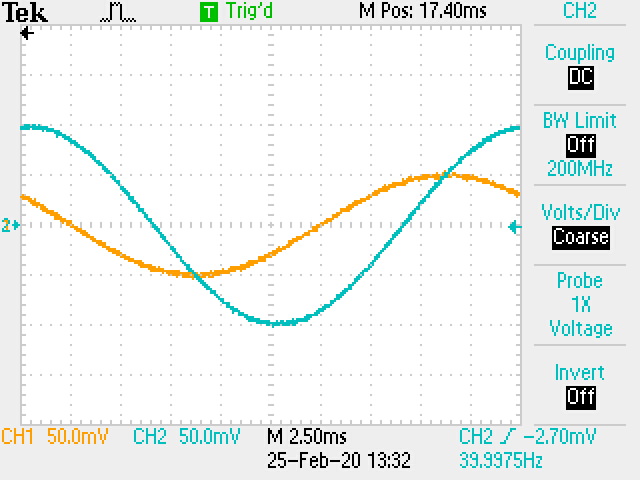 Tek T Trig'd M Pos: 17.40ms CH2
Coupling
DC
BW Limit
Off
200MHz
Volts/Div
Coarse
Probe
1X
Voltage
Invert
Off
2
CH1 50.0mV CH2 50.0mV M 2.50ms CH2 -2.70mV
25-Feb-20 13:32 39.9975Hz